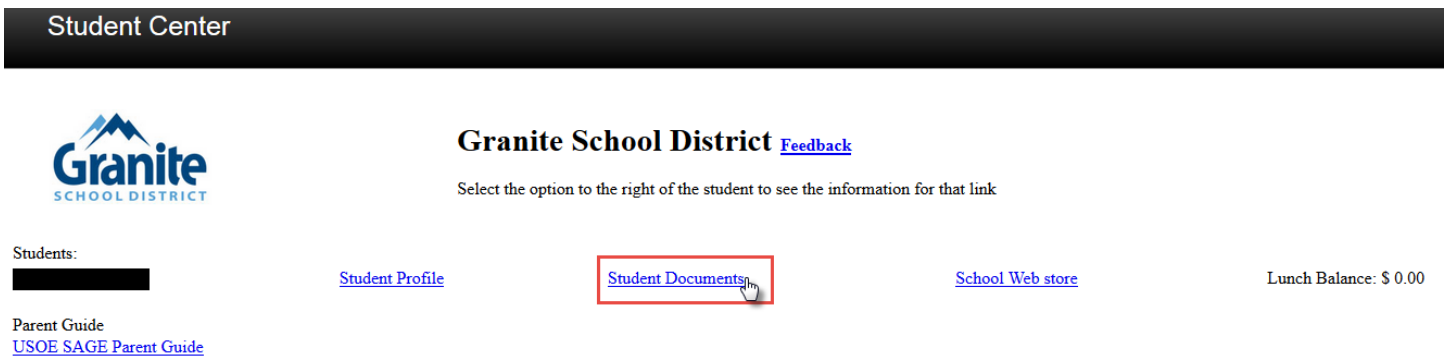 Student Center
Granite
SCHOOL DISTRICT
Granite School District Feedback
Select the option to the right of the student to see the information for that link
Students:
Student Profile Student Documents School Web store Lunch Balance: $ 0.00
Parent Guide
USOE SAGE Parent Guide